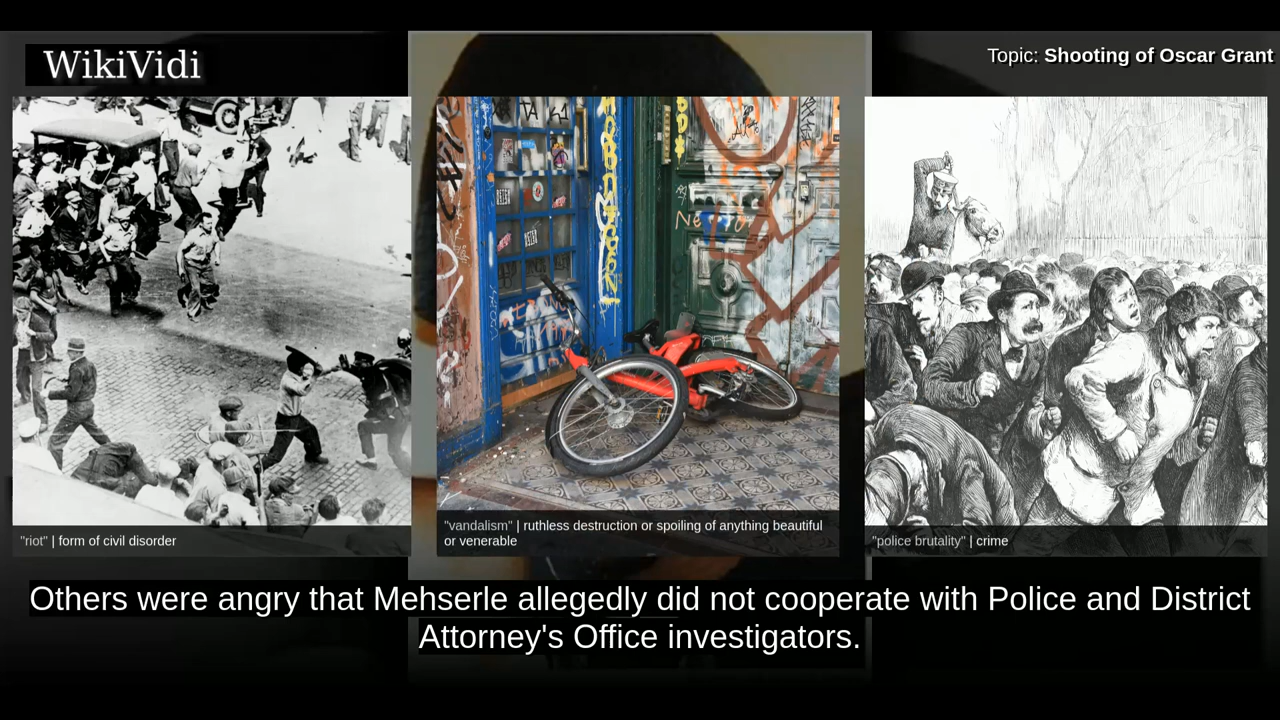 WikiVidi
Topic: Shooting of Oscar Grant
"riot" | form of civil disorder
"vandalism" | ruthless destruction or spoiling of anything beautiful
or venerable
"police brutality" | crime
Others were angry that Mehserle allegedly did not cooperate with Police and District
Attorney's Office investigators.